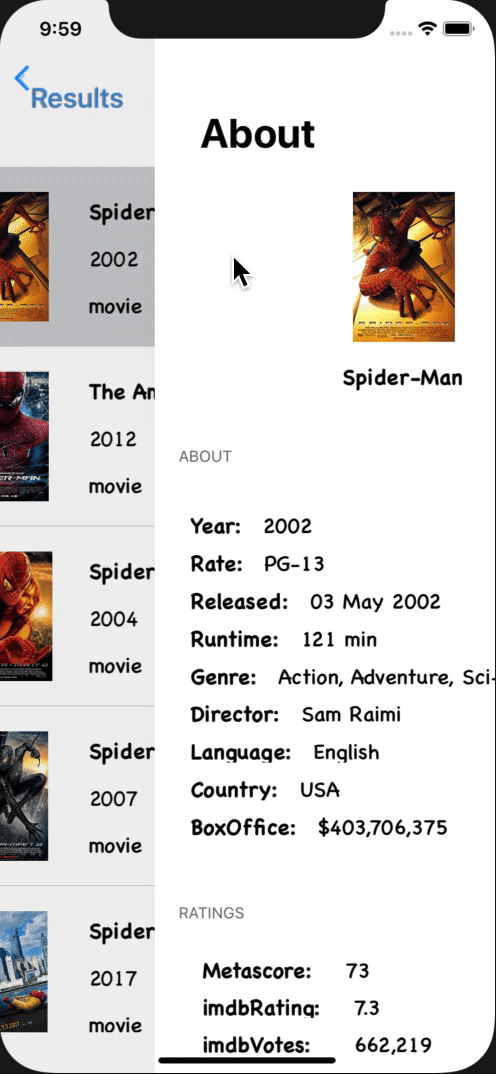 9:59
Results
About
Spider
2002
movie
The An
2012
movie
Spider
2004
movie
Spider
2007
movie
Spider
2017
movie
SPIDER-MAN
Spider-Man
ABOUT
Year: 2002
Rate: PG-13
Released: 03 May 2002
Runtime: 121 min
Genre: Action, Adventure, Sci-
Director: Sam Raimi
Language: English
Country: USA
BoxOffice: $403,706,375
RATINGS
Metascore: 73
imdbRating: 7.3
imdbVotes: 662,219